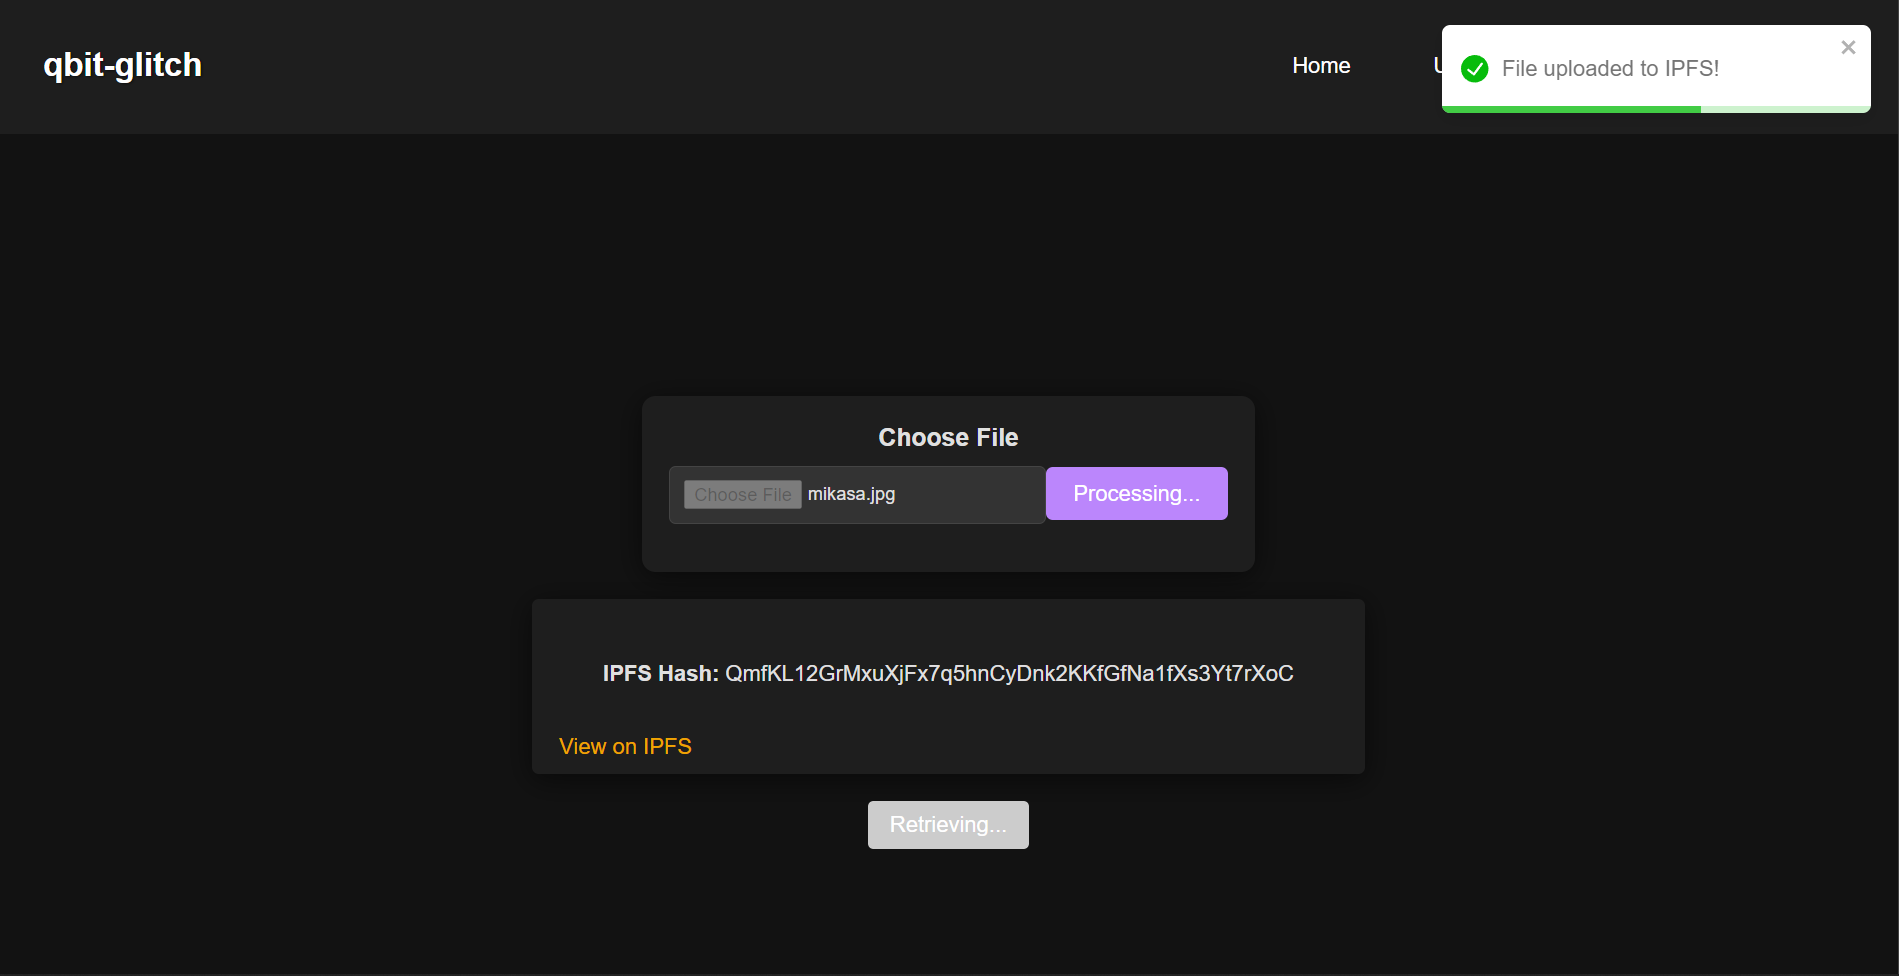 qbit-glitch
Home
File uploaded to IPFS!
Choose File
Choose File mikasa.jpg
Processing...
IPFS Hash: QmfKL12GrMxuXjFx7q5hnCyDnk2KKfGfNa1fXs3Yt7rXoC
View on IPFS
Retrieving...